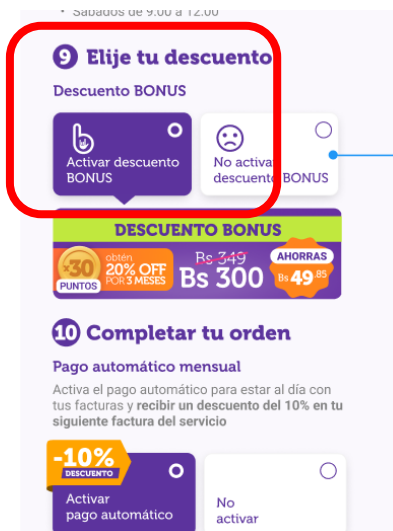 • Sábados de 9:00 a 12:00
9 Elije tu descuento
Descuento BONUS
Activar descuento
BONUS
No activar
descuento BONUS
DESCUENTO BONUS
x30
PUNTOS
obtén
20% OFF
POR 3 MESES
Bs 349
Bs 300
AHORRAS
Bs 49.85
10 Completar tu orden
Pago automático mensual
Activa el pago automático para estar al día con
tus facturas y recibir un descuento del 10% en tu
siguiente factura del servicio
-10%
DESCUENTO
Activar
pago automático
No
activar